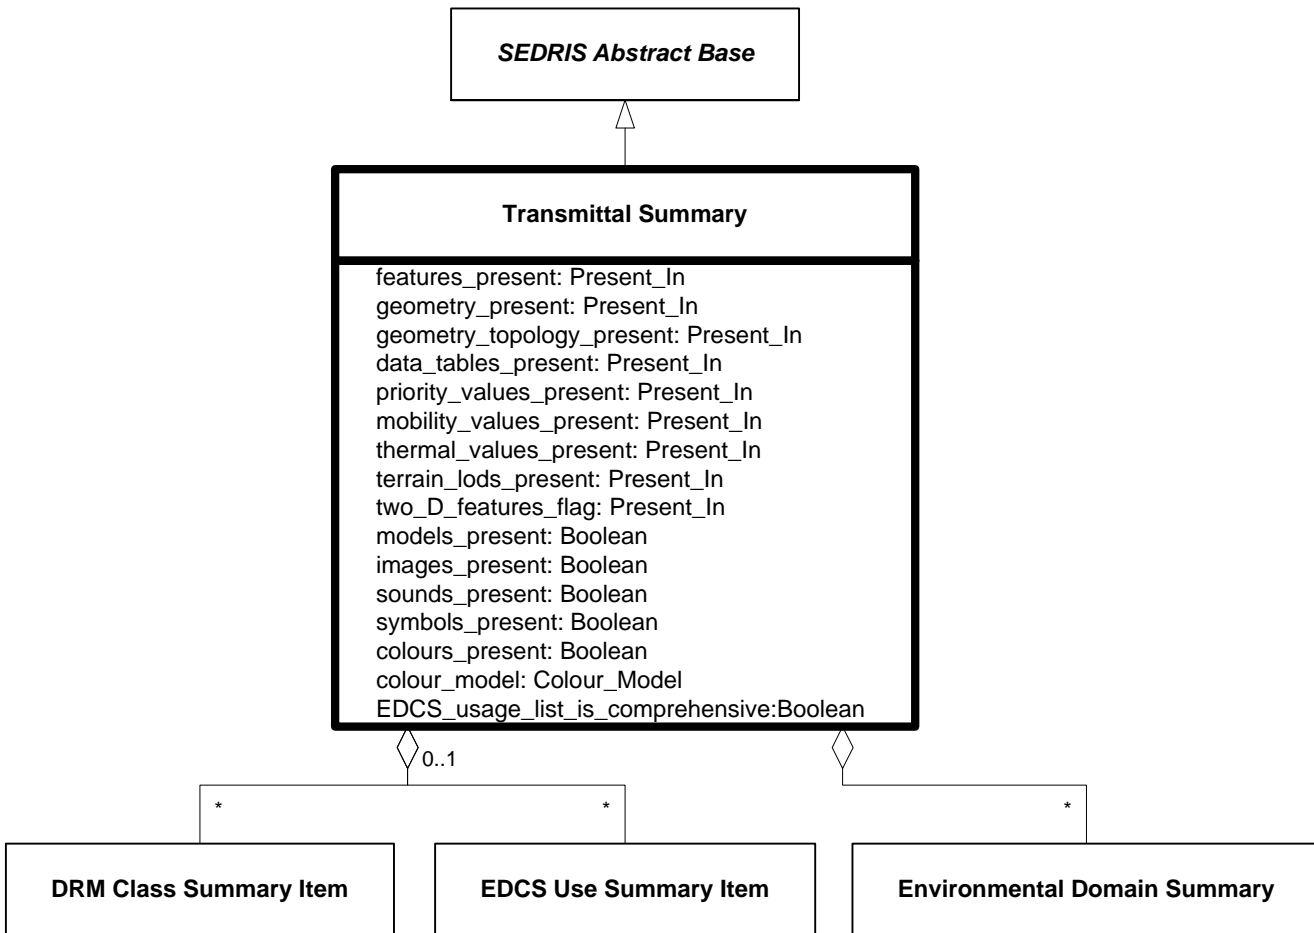 SEDRIS Abstract Base
Transmittal Summary
features_present: Present_In
geometry_present: Present_In
geometry_topology_present: Present_In
data_tables_present: Present_In
priority_values_present: Present_In
mobility_values_present: Present_In
thermal_values_present: Present_In
terrain_lods_present: Present_In
two_D_features_flag: Present_In
models_present: Boolean
images_present: Boolean
sounds_present: Boolean
symbols_present: Boolean
colours_present: Boolean
colour_model: Colour_Model
EDCS_usage_list_is_comprehensive:Boolean
0..1
* * *
DRM Class Summary Item
EDCS Use Summary Item
Environmental Domain Summary